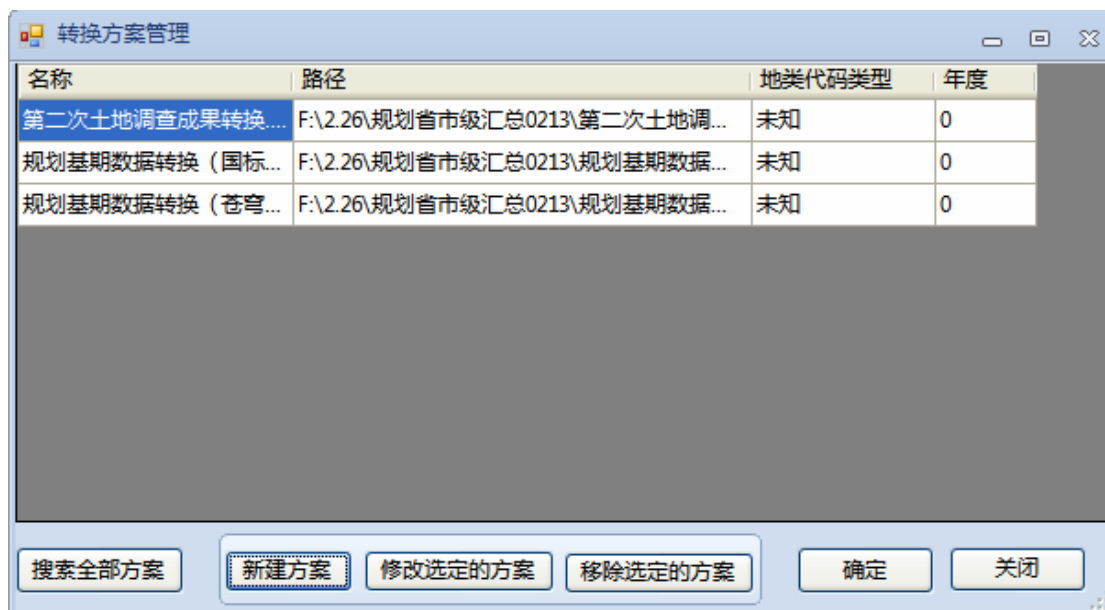 转换方案管理
名称 路径 地类代码类型 年度
第二次土地调查成果转换.... F:\2.26\规划省市级汇总0213\第二次土地调... 未知 0
规划基期数据转换（国标... F:\2.26\规划省市级汇总0213\规划基期数据... 未知 0
规划基期数据转换（苍穹... F:\2.26\规划省市级汇总0213\规划基期数据... 未知 0
搜索全部方案 新建方案 修改选定的方案 移除选定的方案 确定 关闭